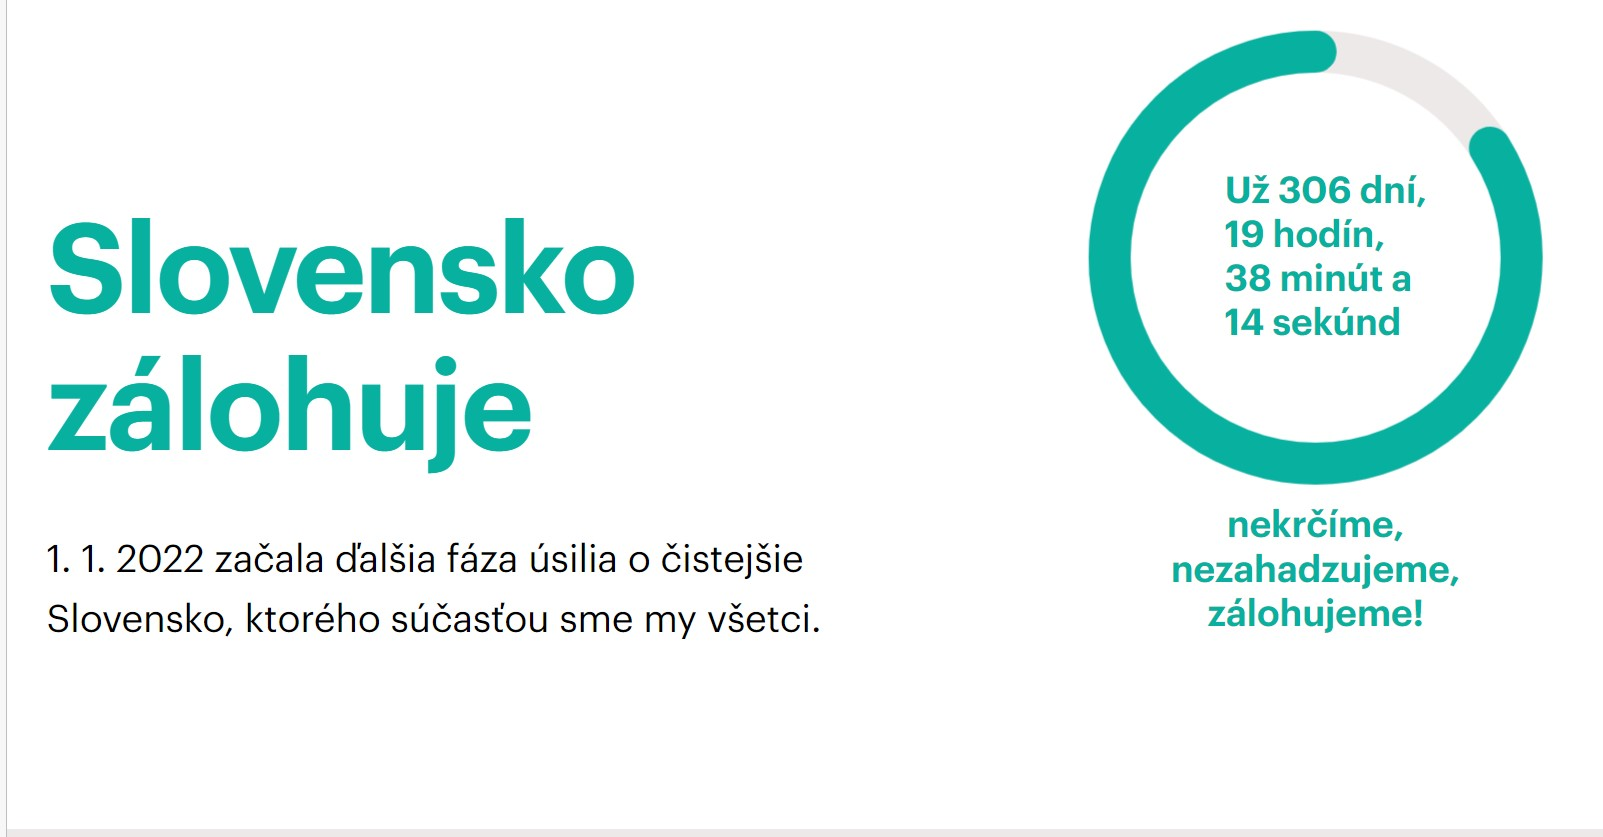 Slovensko
zálohuje
1. 1. 2022 začala ďalšia fáza úsilia o čistejšie
Slovensko, ktorého súčasťou sme my všetci.
Už 306 dní,
19 hodín,
38 minút a
14 sekúnd
nekrčíme,
nezahadzujeme,
zálohujeme!